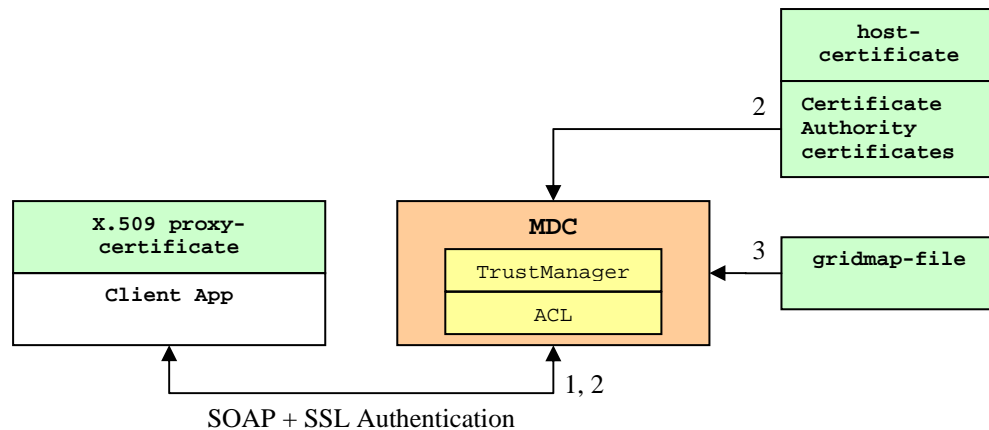 host-
certificate
2
Certificate
Authority
certificates
X.509 proxy-
certificate
Client App
MDC
TrustManager
ACL
3
gridmap-file
1, 2
SOAP + SSL Authentication